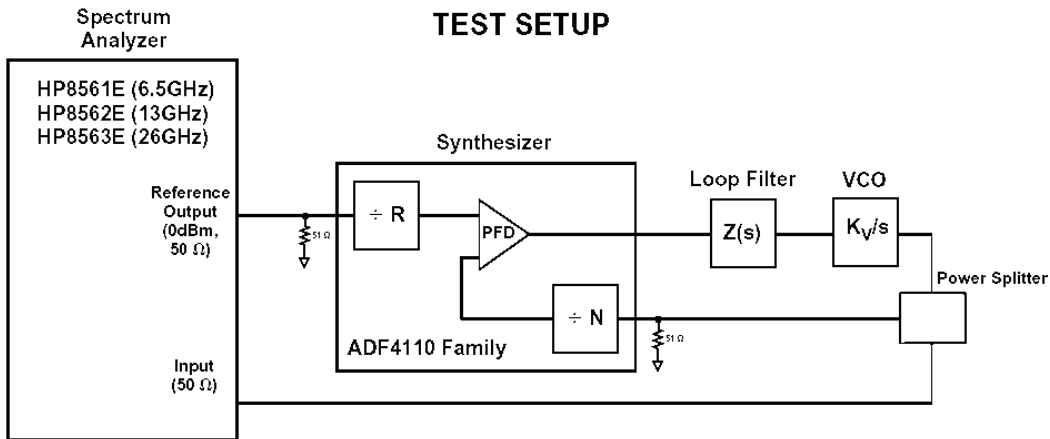 TEST SETUP
Spectrum
Analyzer
HP8561E (6.5GHz)
HP8562E (13GHz)
HP8563E (26GHz)
Reference
Output
(0dBm,
50 Ω)
Input
(50 Ω)
51 Ω
Synthesizer
÷ R
PFD
÷ N
ADF4110 Family
51 Ω
Loop Filter
Z(s)
VCO
KV/s
Power Splitter